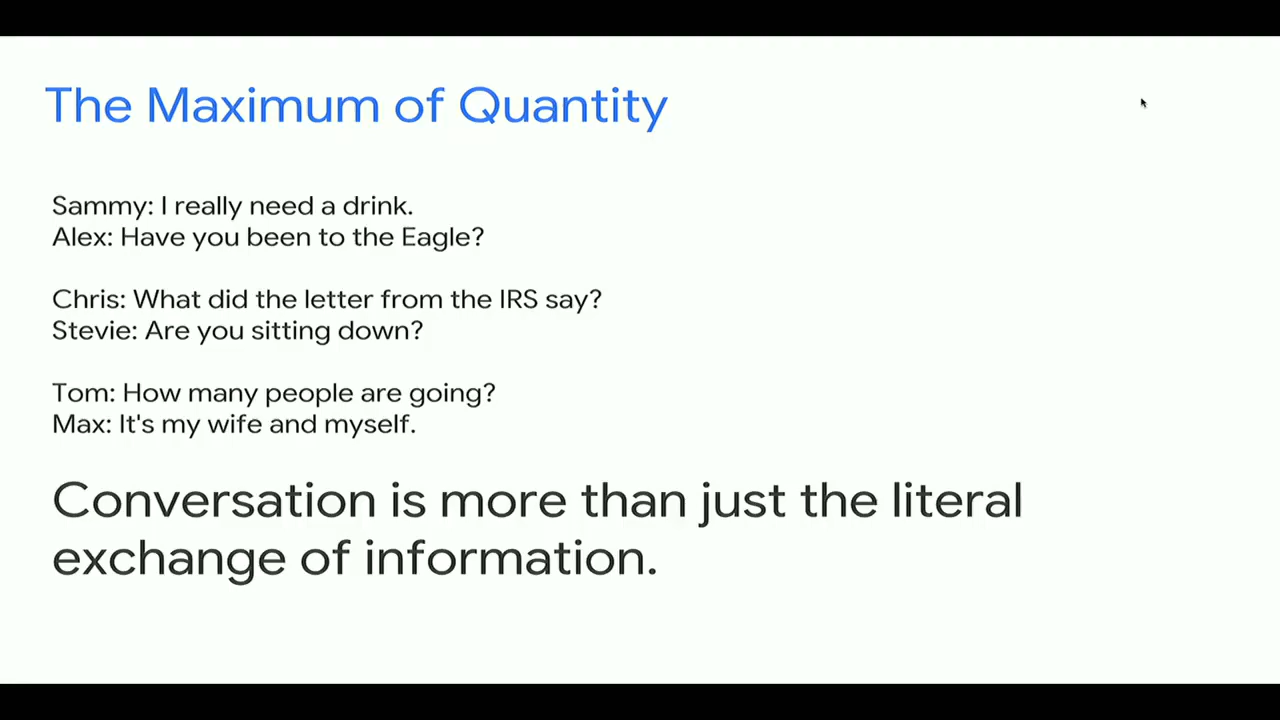 The Maximum of Quantity
Sammy: I really need a drink.
Alex: Have you been to the Eagle?
Chris: What did the letter from the IRS say?
Stevie: Are you sitting down?
Tom: How many people are going?
Max: It's my wife and myself.
Conversation is more than just the literal
exchange of information.